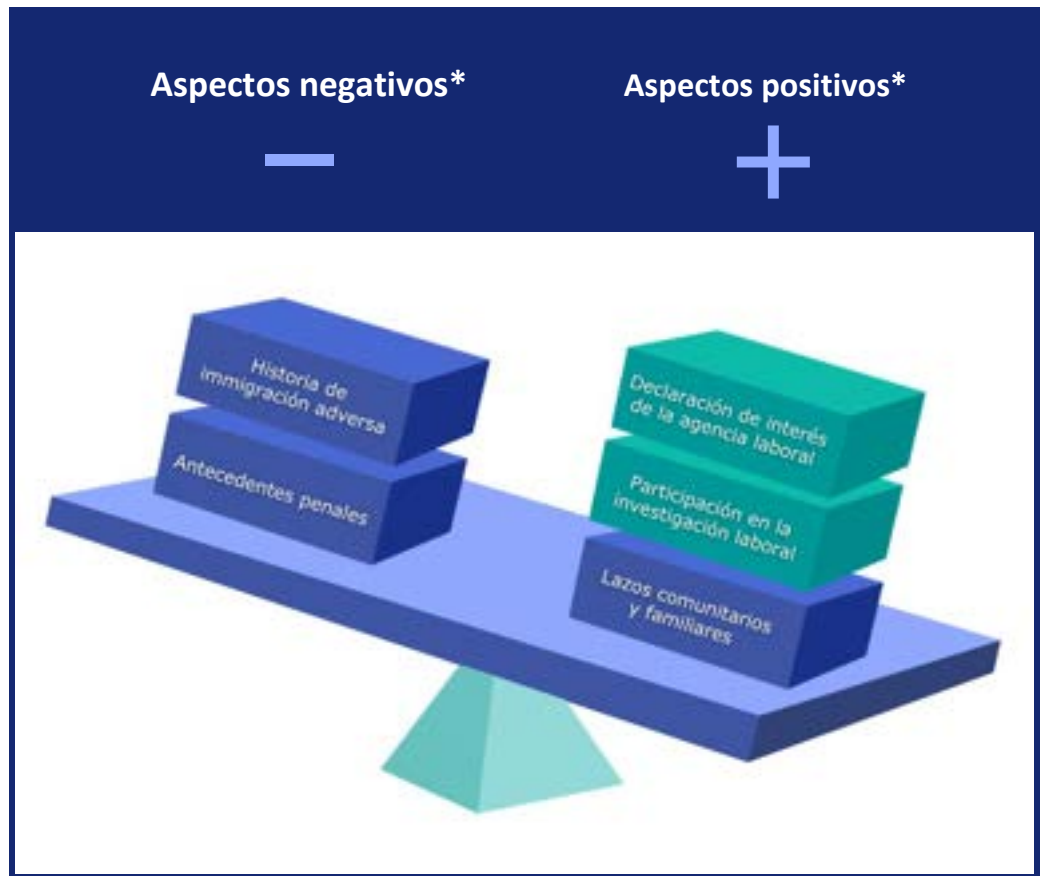 Aspectos negativos*
Aspectos positivos*
Historia de
immigración adversa
Antecedentes penales
Declaración de interés
de la agencia laboral
Participación en la
investigación laboral
Lazos comunitarios
y familiares